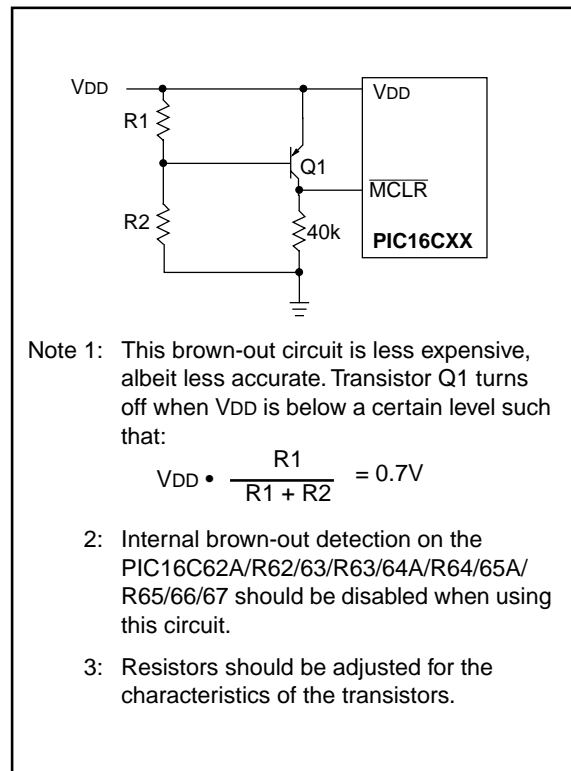 VDD
VDD
R1
Q1
MCLR
R2
40k
PIC16CXX
Note 1: This brown-out circuit is less expensive,
albeit less accurate. Transistor Q1 turns
off when VDD is below a certain level such
that:
VDD • R1 / R1 + R2 = 0.7V
2: Internal brown-out detection on the
PIC16C62A/R62/63/R63/64A/R64/65A/
R65/66/67 should be disabled when using
this circuit.
3: Resistors should be adjusted for the
characteristics of the transistors.